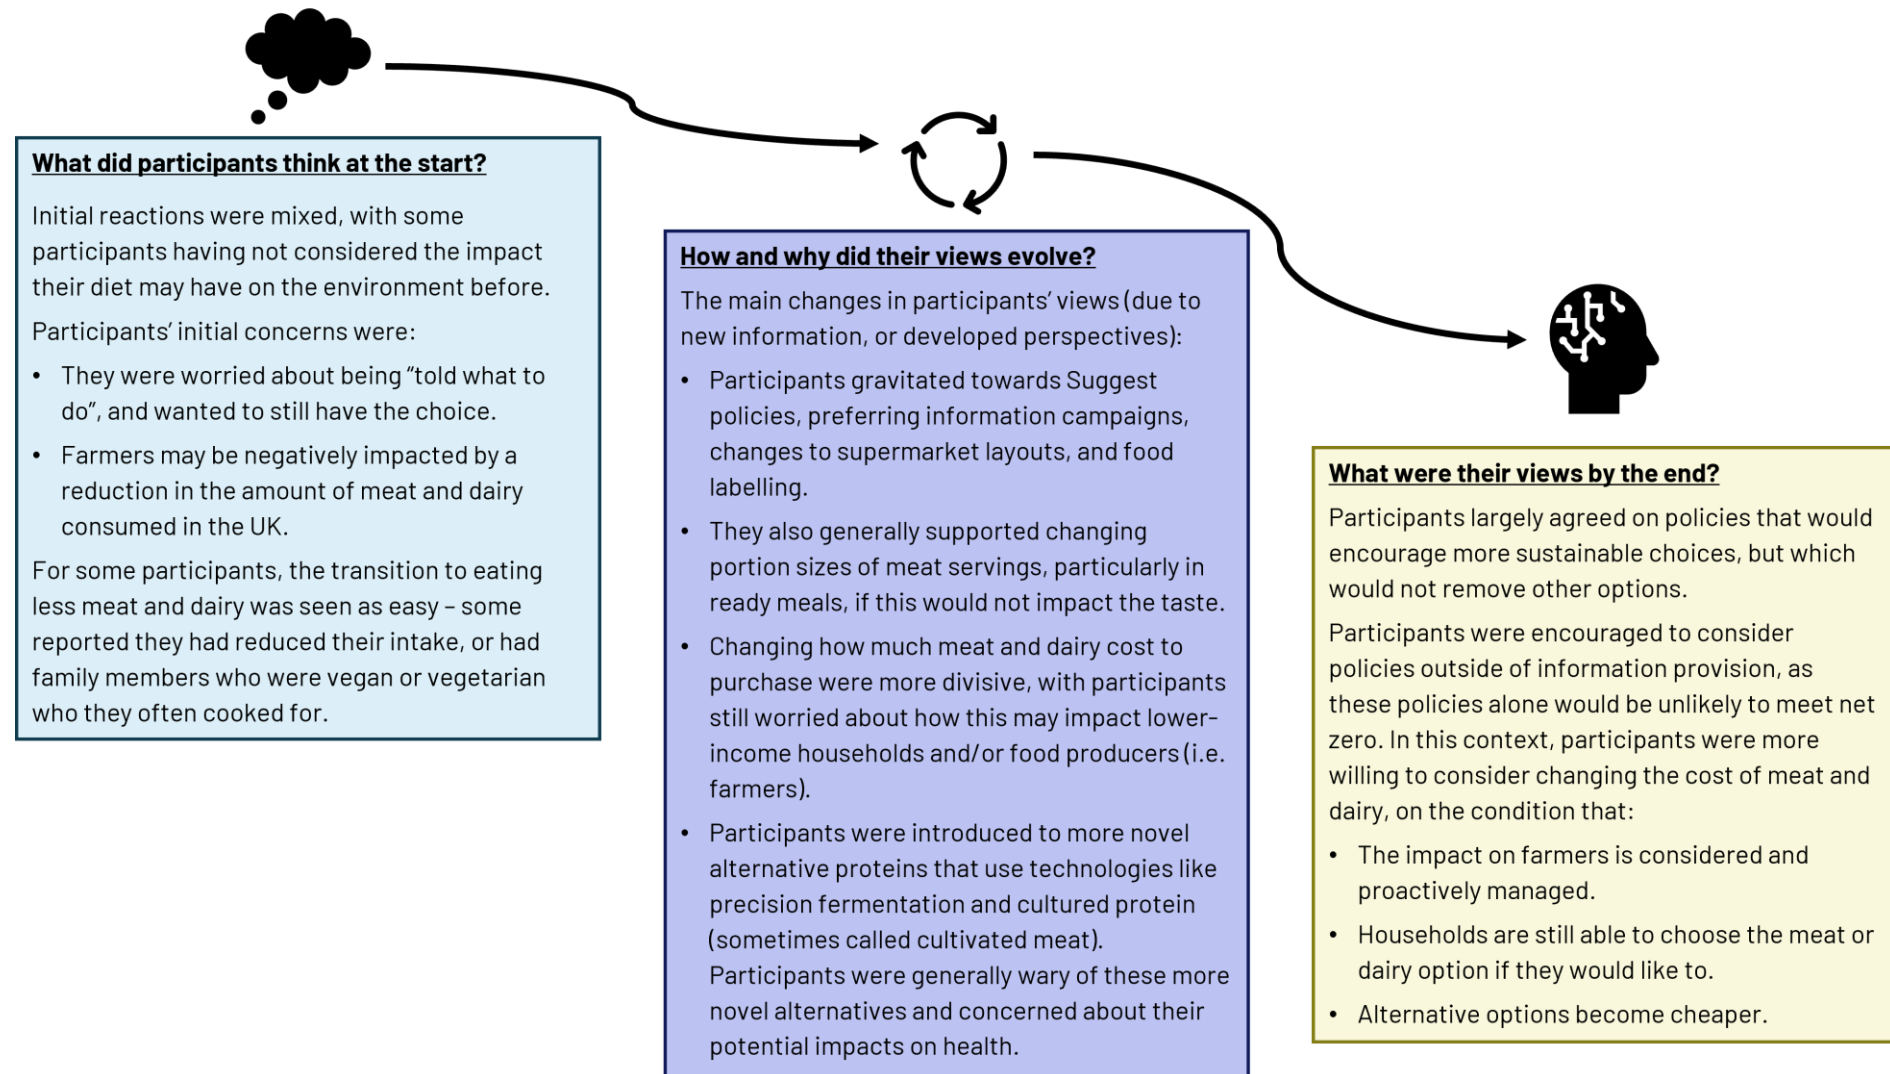 What did participants think at the start?
Initial reactions were mixed, with some
participants having not considered the impact
their diet may have on the environment before.
Participants’ initial concerns were:
• They were worried about being “told what to
do”, and wanted to still have the choice.
• Farmers may be negatively impacted by a
reduction in the amount of meat and dairy
consumed in the UK.
For some participants, the transition to eating
less meat and dairy was seen as easy – some
reported they had reduced their intake, or had
family members who were vegan or vegetarian
who they often cooked for.
How and why did their views evolve?
The main changes in participants’ views (due to
new information, or developed perspectives):
• Participants gravitated towards Suggest
policies, preferring information campaigns,
changes to supermarket layouts, and food
labelling.
• They also generally supported changing
portion sizes of meat servings, particularly in
ready meals, if this would not impact the taste.
• Changing how much meat and dairy cost to
purchase were more divisive, with participants
still worried about how this may impact lower-
income households and/or food producers (i.e.
farmers).
• Participants were introduced to more novel
alternative proteins that use technologies like
precision fermentation and cultured protein
(sometimes called cultivated meat).
Participants were generally wary of these more
novel alternatives and concerned about their
potential impacts on health.
What were their views by the end?
Participants largely agreed on policies that would
encourage more sustainable choices, but which
would not remove other options.
Participants were encouraged to consider
policies outside of information provision, as
these policies alone would be unlikely to meet net
zero. In this context, participants were more
willing to consider changing the cost of meat and
dairy, on the condition that:
• The impact on farmers is considered and
proactively managed.
• Households are still able to choose the meat or
dairy option if they would like to.
• Alternative options become cheaper.